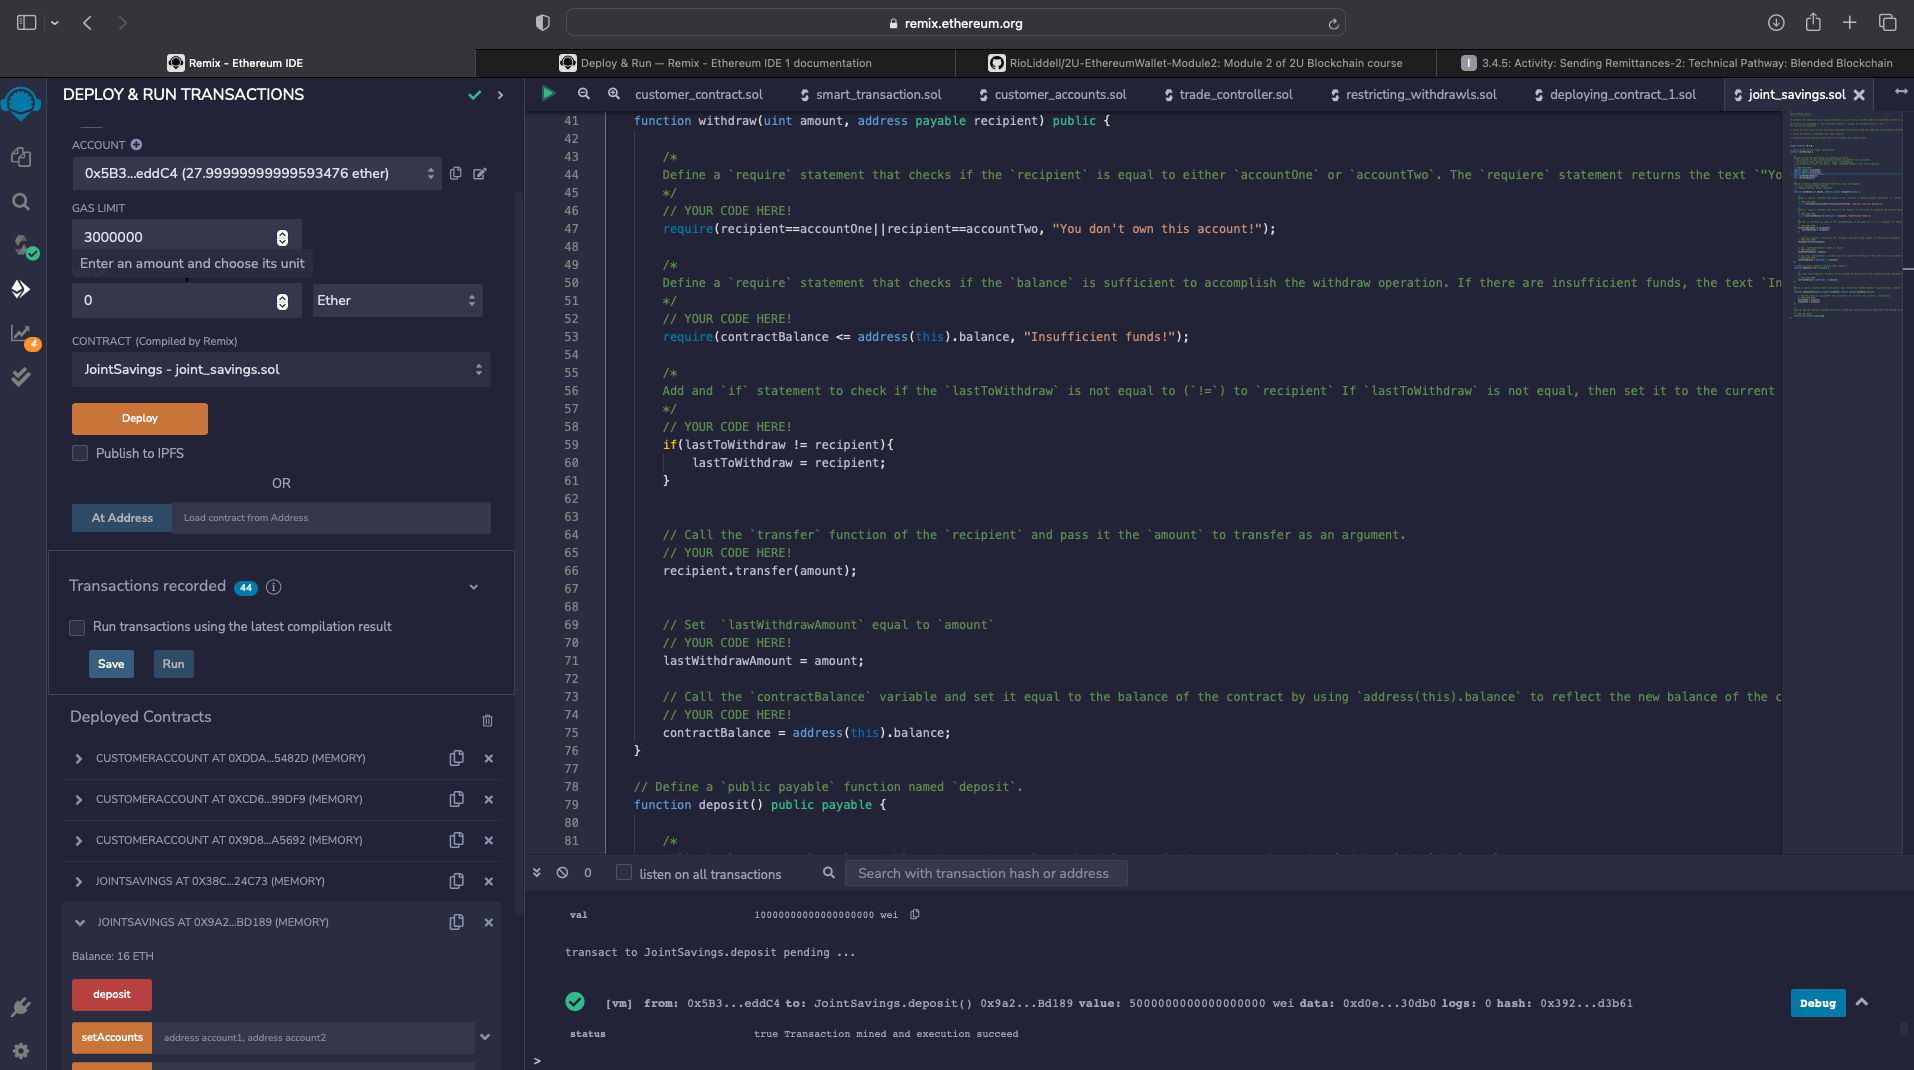 remix.ethereum.org
Remix - Ethereum IDE
Deploy & Run — Remix - Ethereum IDE 1 documentation
RioLiddell/2U-EthereumWallet-Module2: Module 2 of 2U Blockchain course
I 3.4.5: Activity: Sending Remittances-2: Technical Pathway: Blended Blockchain
DEPLOY & RUN TRANSACTIONS
ACCOUNT
0x5B3...eddC4 (27.99999999999593476 ether)
GAS LIMIT
3000000
Enter an amount and choose its unit
0
Ether
CONTRACT (Compiled by Remix)
JointSavings - joint_savings.sol
Deploy
Publish to IPFS
OR
At Address
Load contract from Address
Transactions recorded 44 i
Run transactions using the latest compilation result
Save
Run
Deployed Contracts
CUSTOMERACCOUNT AT 0XDDA...5482D (MEMORY)
CUSTOMERACCOUNT AT 0XCD6...99DF9 (MEMORY)
CUSTOMERACCOUNT AT 0X9D8...A5692 (MEMORY)
JOINTSAVINGS AT 0X38C...24C73 (MEMORY)
JOINTSAVINGS AT 0X9A2...BD189 (MEMORY)
Balance: 16 ETH
deposit
setAccounts
address account1, address account2
4
customer_contract.sol
smart_transaction.sol
customer_accounts.sol
trade_controller.sol
restricting_withdrawls.sol
deploying_contract_1.sol
joint_savings.sol
41 function withdraw(uint amount, address payable recipient) public {
42
43 /*
44 Define a `require` statement that checks if the `recipient` is equal to either `accountOne` or `accountTwo`. The `requiere` statement returns the text `"Yo
45 */
46 // YOUR CODE HERE!
47 require(recipient==accountOne||recipient==accountTwo, "You don't own this account!");
48
49 /*
50 Define a `require` statement that checks if the `balance` is sufficient to accomplish the withdraw operation. If there are insufficient funds, the text `In
51 */
52 // YOUR CODE HERE!
53 require(contractBalance <= address(this).balance, "Insufficient funds!");
54
55 /*
56 Add and `if` statement to check if the `lastToWithdraw` is not equal to (`!=`) to `recipient` If `lastToWithdraw` is not equal, then set it to the current
57 */
58 // YOUR CODE HERE!
59 if(lastToWithdraw != recipient){
60 lastToWithdraw = recipient;
61 }
62
63
64 // Call the `transfer` function of the `recipient` and pass it the `amount` to transfer as an argument.
65 // YOUR CODE HERE!
66 recipient.transfer(amount);
67
68
69 // Set  `lastWithdrawAmount` equal to `amount`
70 // YOUR CODE HERE!
71 lastWithdrawAmount = amount;
72
73 // Call the `contractBalance` variable and set it equal to the balance of the contract by using `address(this).balance` to reflect the new balance of the c
74 // YOUR CODE HERE!
75 contractBalance = address(this).balance;
76 }
77
78 // Define a `public payable` function named `deposit`.
79 function deposit() public payable {
80
81 /*
0
listen on all transactions
Search with transaction hash or address
val 10000000000000000000 wei
transact to JointSavings.deposit pending ...
[vm] from: 0x5B3...eddC4 to: JointSavings.deposit() 0x9a2...Bd189 value: 5000000000000000000 wei data: 0xd0e...30db0 logs: 0 hash: 0x392...d3b61
Debug
status true Transaction mined and execution succeed
>